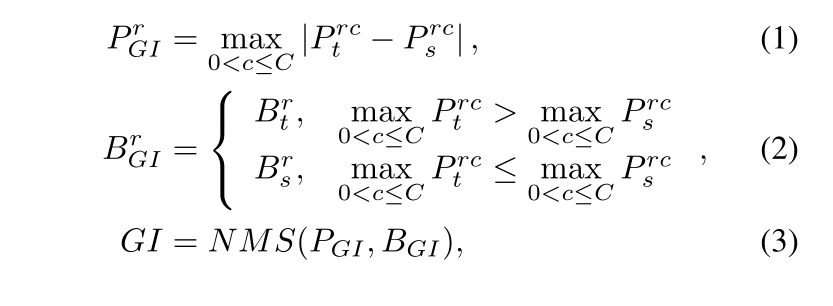 P_{GI}^{r} = \max_{0<c\leq C} |P_{t}^{rc} - P_{s}^{rc}|, (1)
B_{GI}^{r} = \begin{cases} B_{t}^{r}, & \max_{0<c\leq C} P_{t}^{rc} > \max_{0<c\leq C} P_{s}^{rc} \\ B_{s}^{r}, & \max_{0<c\leq C} P_{t}^{rc} \leq \max_{0<c\leq C} P_{s}^{rc} \end{cases}, (2)
GI = NMS(P_{GI}, B_{GI}), (3)